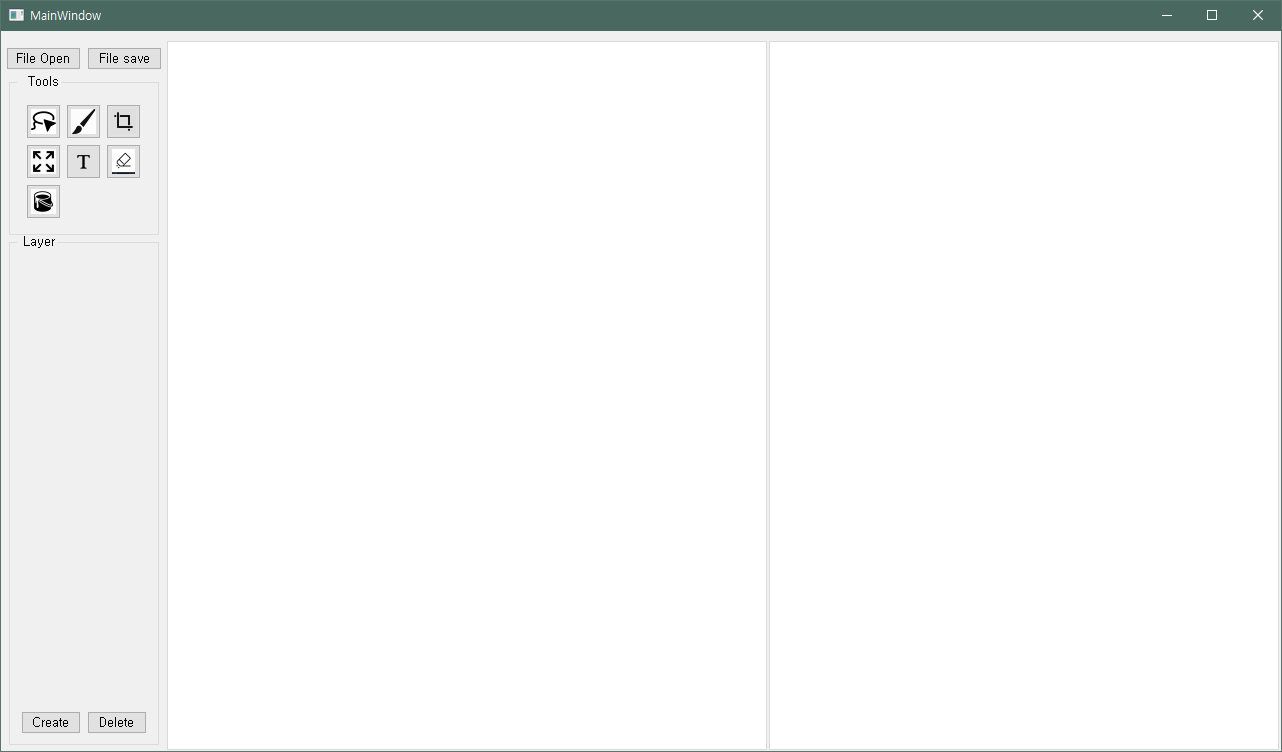 MainWindow
File Open
File save
Tools
T
Layer
Create
Delete